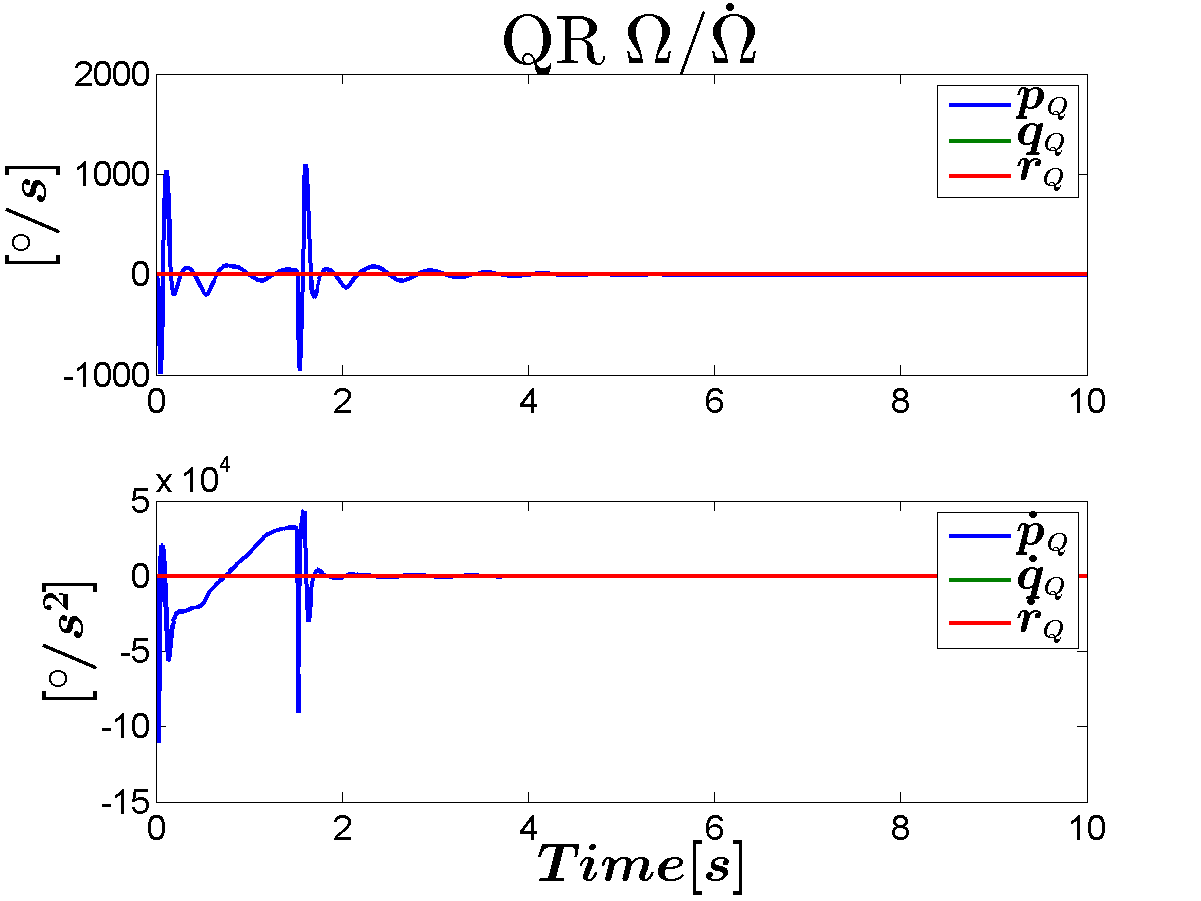 QR Ω/Ω̇
2000
1000
0
-1000
[°/s]
p_Q
q_Q
r_Q
0 2 4 6 8 10
x 10^4
5
0
-5
-10
-15
[°/s²]
ṗ_Q
q̇_Q
ṙ_Q
0 2 4 6 8 10
Time[s]